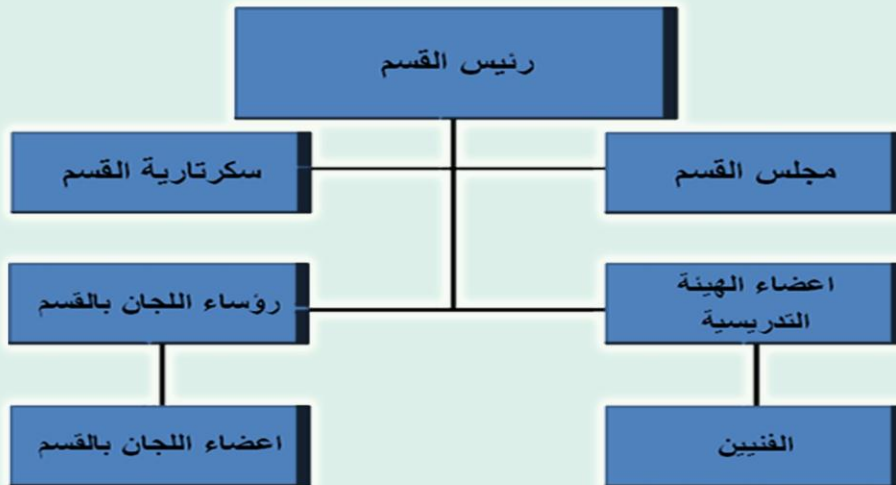 رئيس القسم
مجلس القسم
سكرتارية القسم
اعضاء الهيئة
التدريسية
رؤساء اللجان بالقسم
الفنيين
اعضاء اللجان بالقسم